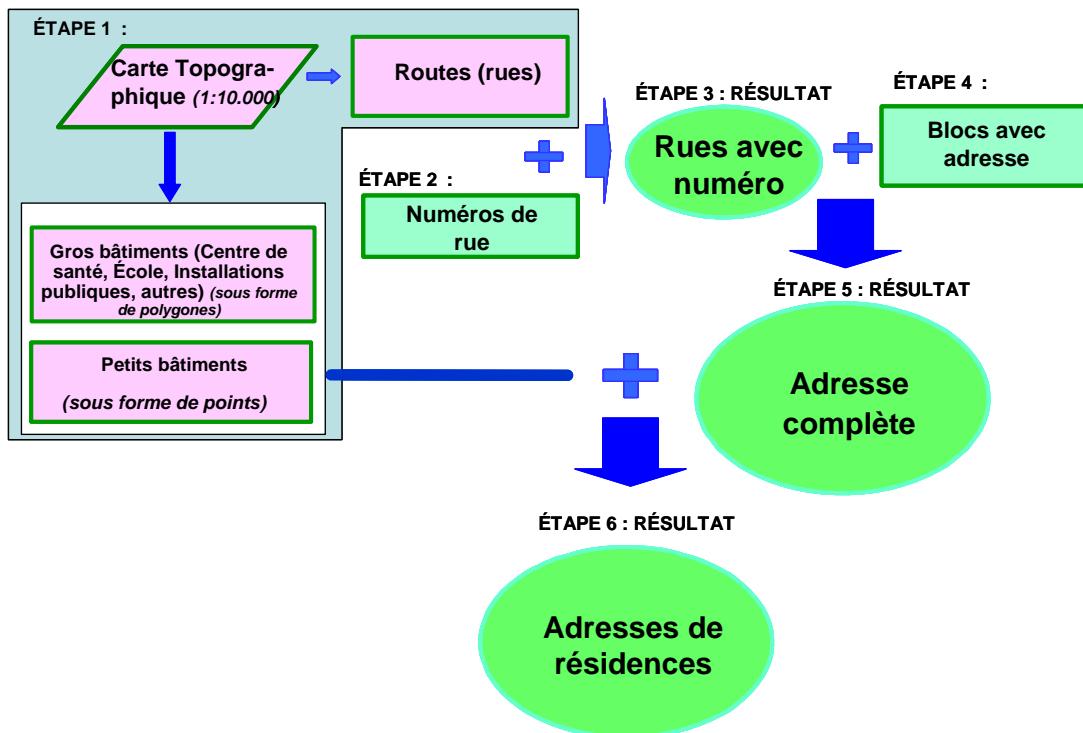 ÉTAPE 1 :
Carte Topogra-
phique (1:10.000)
Routes (rues)
ÉTAPE 2 :
Numéros de
rue
ÉTAPE 3 : RÉSULTAT
Rues avec
numéro
ÉTAPE 4 :
Blocs avec
adresse
Gros bâtiments (Centre de
santé, École, Installations
publiques, autres) (sous forme
de polygones)
Petits bâtiments
(sous forme de points)
ÉTAPE 5 : RÉSULTAT
Adresse
complète
ÉTAPE 6 : RÉSULTAT
Adresses de
résidences